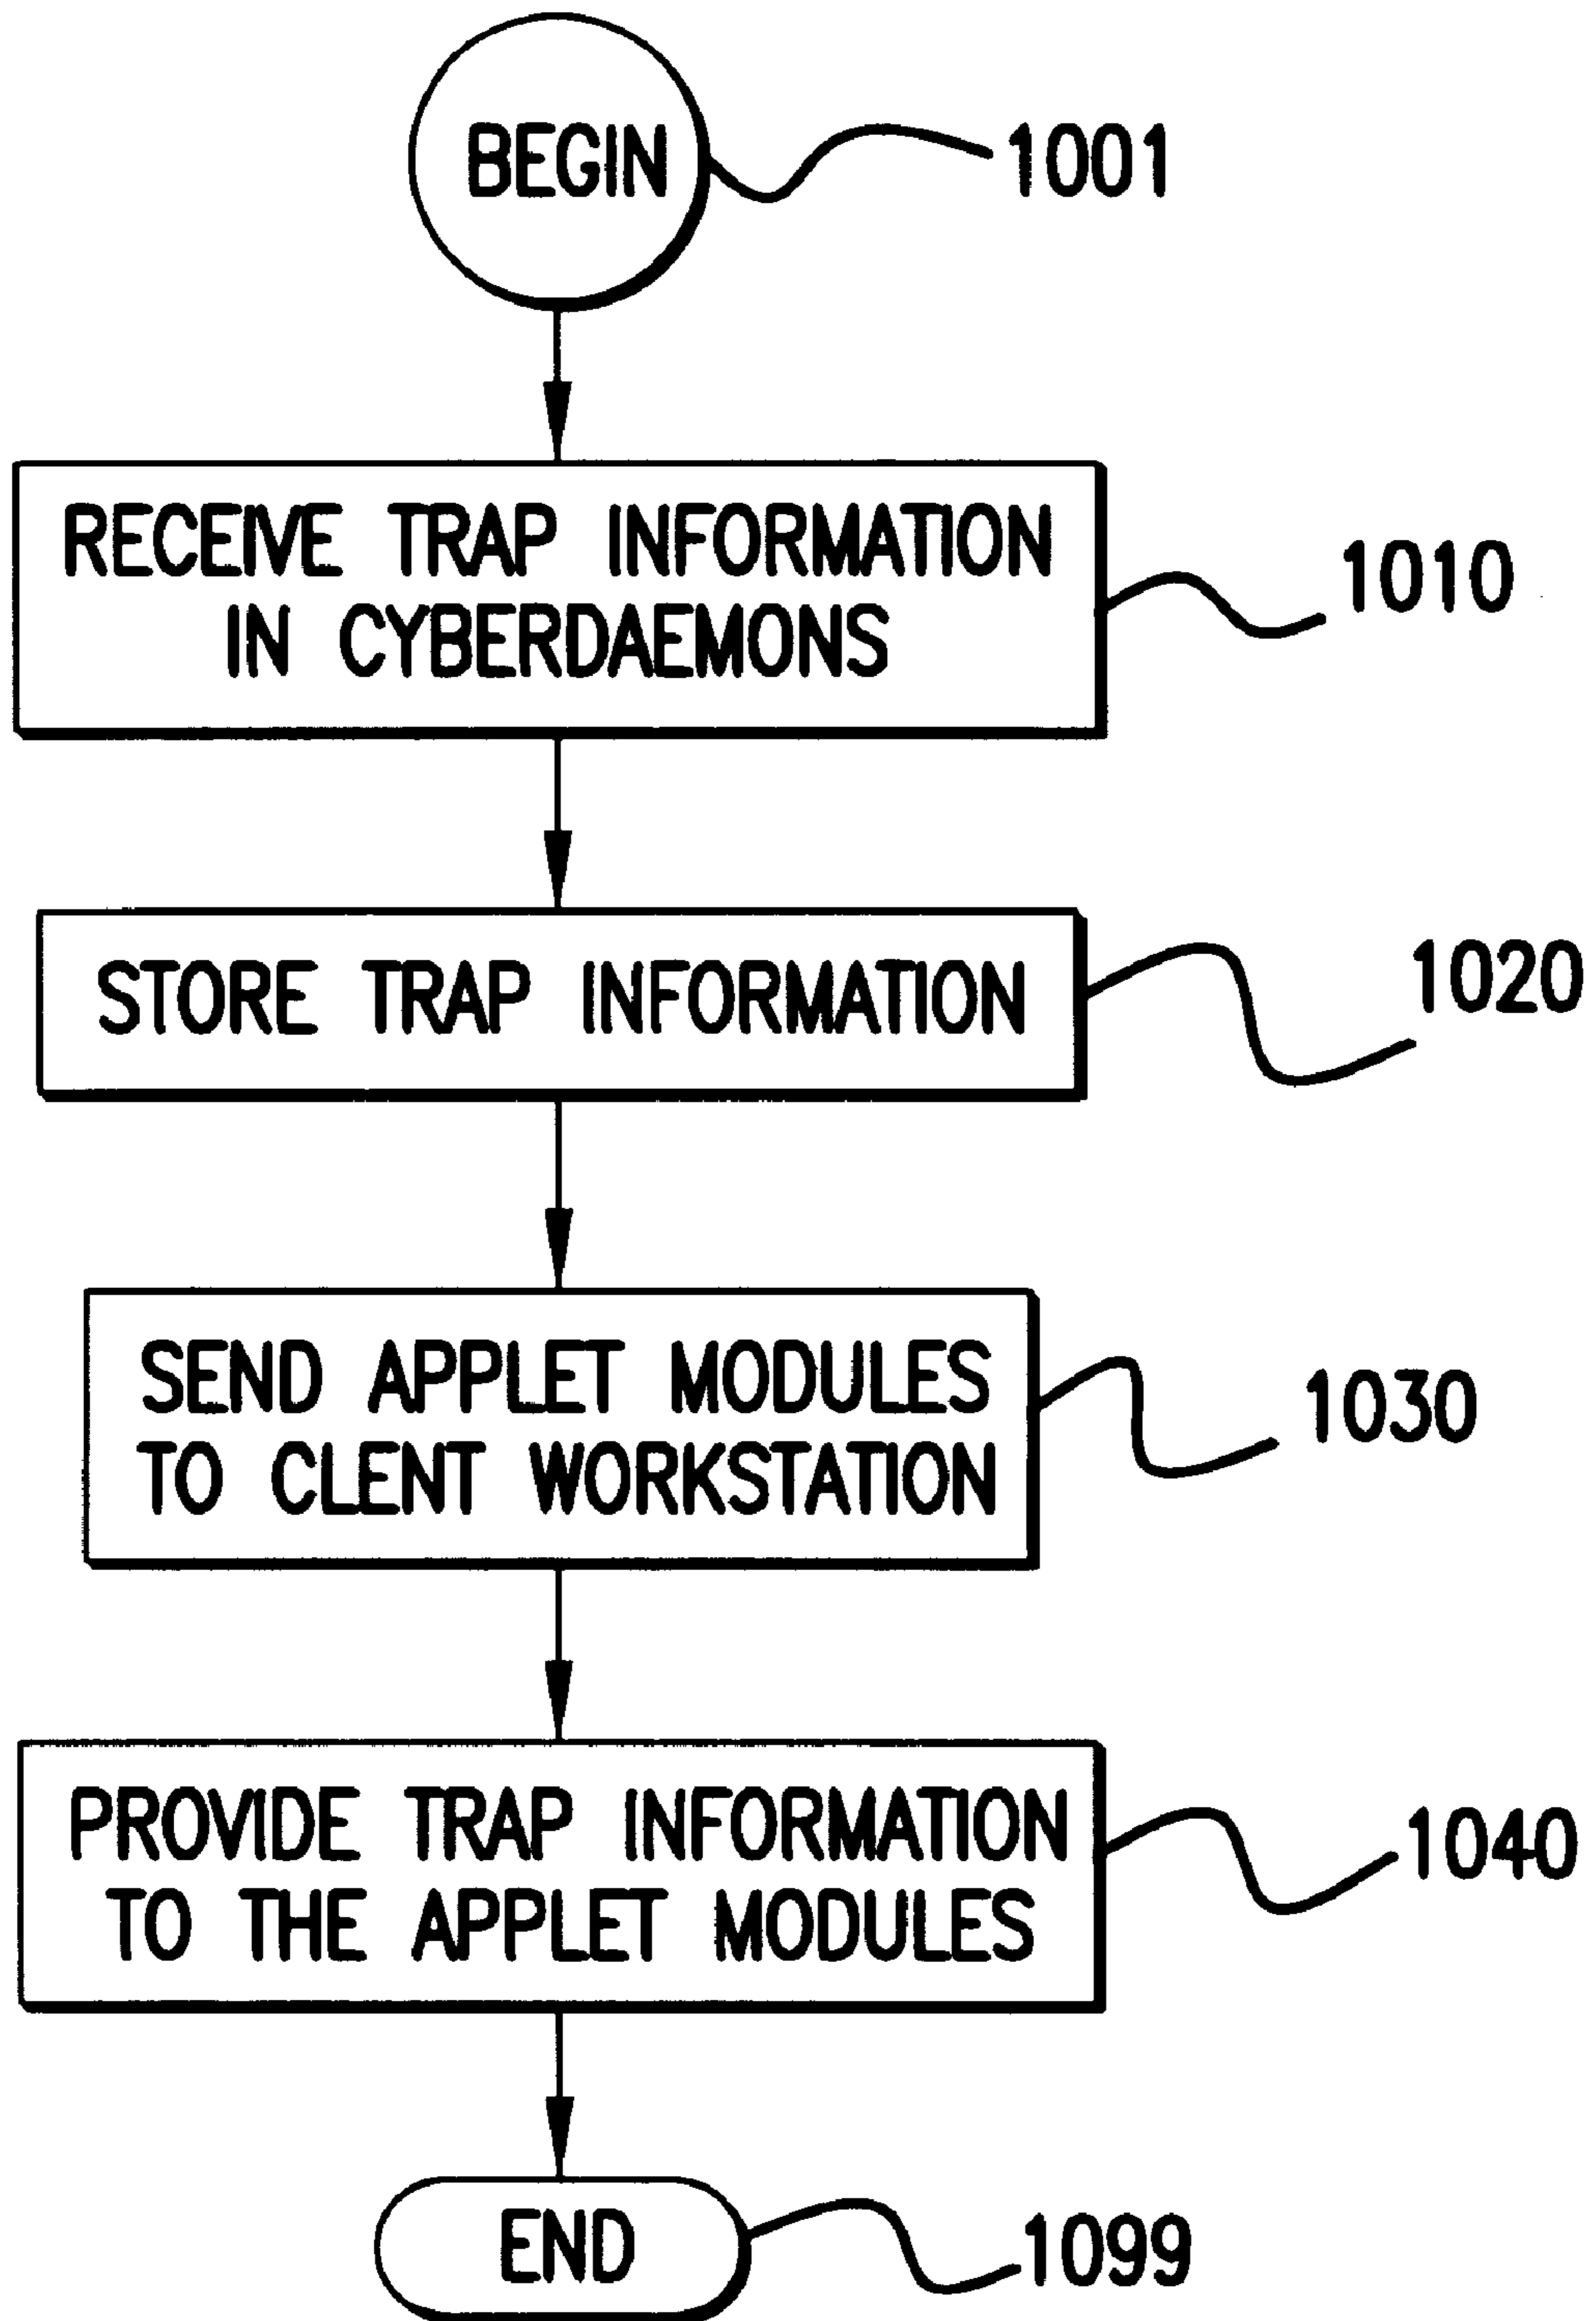 BEGIN
1001
RECEIVE TRAP INFORMATION
IN CYBERDAEMONS
1010
STORE TRAP INFORMATION
1020
SEND APPLET MODULES
TO CLENT WORKSTATION
1030
PROVIDE TRAP INFORMATION
TO THE APPLET MODULES
1040
END
1099